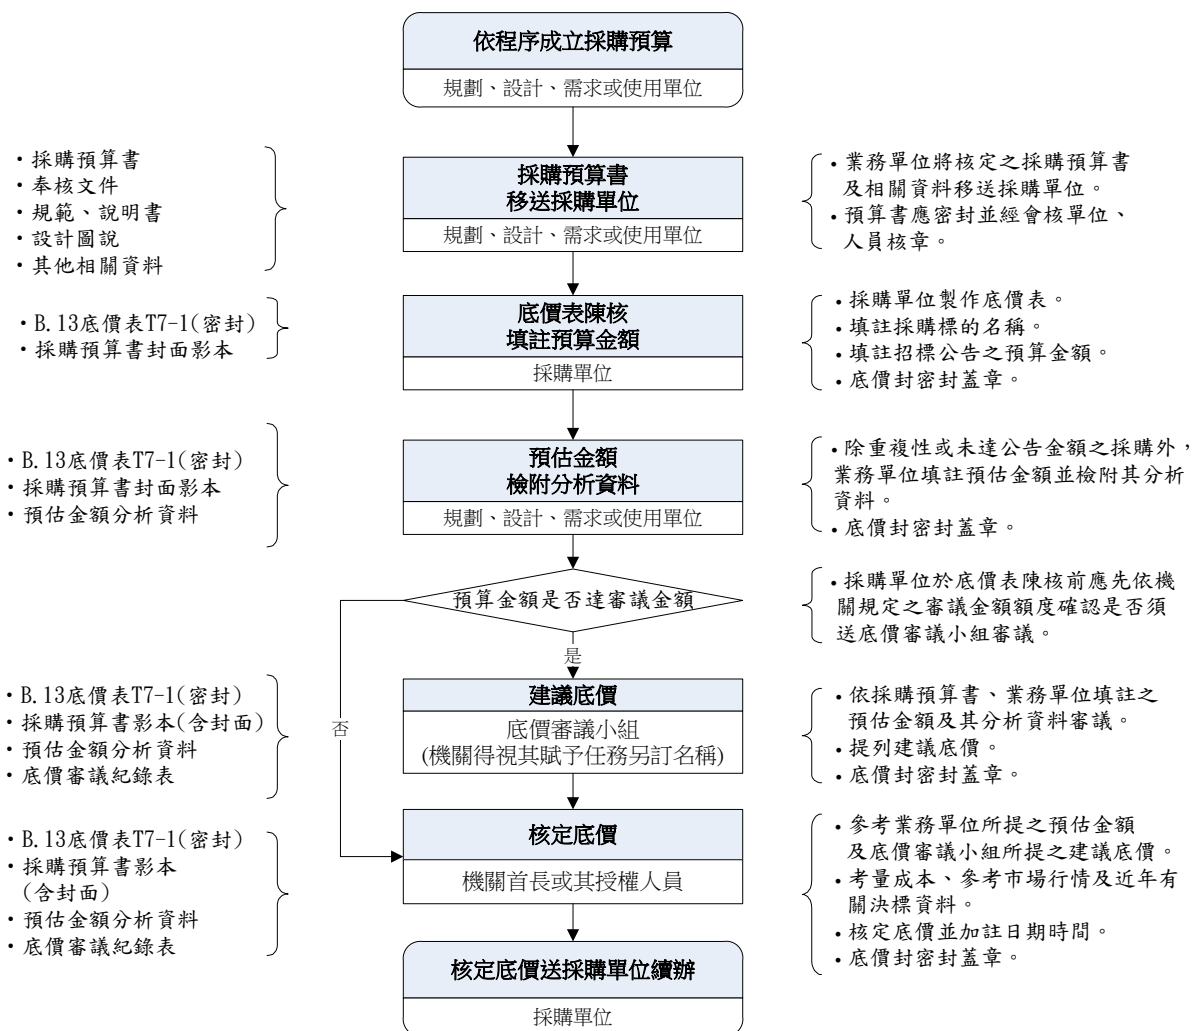 依程序成立採購預算
規劃、設計、需求或使用單位
・採購預算書
・奉核文件
・規範、說明書
・設計圖說
・其他相關資料
採購預算書
移送採購單位
規劃、設計、需求或使用單位
・業務單位將核定之採購預算書
及相關資料移送採購單位。
・預算書應密封並經會核單位、
人員核章。
・B.13底價表T7-1(密封)
・採購預算書封面影本
底價表陳核
填註預算金額
採購單位
・採購單位製作底價表。
・填註採購標的名稱。
・填註招標公告之預算金額。
・底價封密封蓋章。
・B.13底價表T7-1(密封)
・採購預算書封面影本
・預估金額分析資料
預估金額
檢附分析資料
規劃、設計、需求或使用單位
・除重複性或未達公告金額之採購外，
業務單位填註預估金額並檢附其分析
資料。
・底價封密封蓋章。
預算金額是否達審議金額
・採購單位於底價表陳核前應先依機
關規定之審議金額額度確認是否須
送底價審議小組審議。
是
否
・B.13底價表T7-1(密封)
・採購預算書影本(含封面)
・預估金額分析資料
・底價審議紀錄表
建議底價
底價審議小組
(機關得視其賦予任務另訂名稱)
・依採購預算書、業務單位填註之
預估金額及其分析資料審議。
・提列建議底價。
・底價封密封蓋章。
・B.13底價表T7-1(密封)
・採購預算書影本
(含封面)
・預估金額分析資料
・底價審議紀錄表
核定底價
機關首長或其授權人員
・參考業務單位所提之預估金額
及底價審議小組所提之建議底價。
・考量成本、參考市場行情及近年有
關決標資料。
・核定底價並加註日期時間。
・底價封密封蓋章。
核定底價送採購單位續辦
採購單位